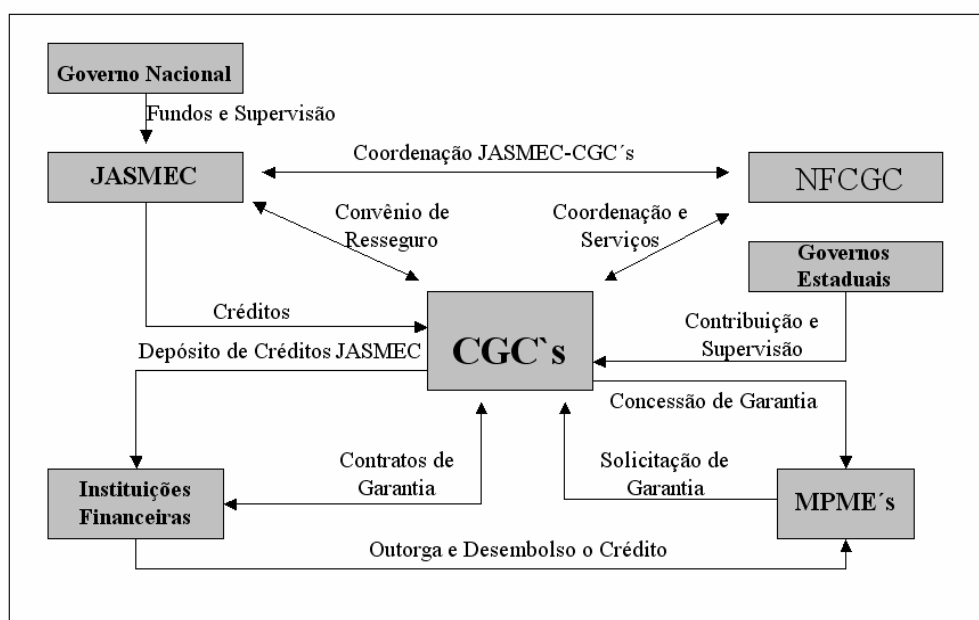 Governo Nacional
Fundos e Supervisão
JASMEC
Coordenação JASMEC-CGC´s
NFCGC
Convênio de
Resseguro
Coordenação e
Serviços
Governos
Estaduais
Créditos
CGC`s
Contribuição e
Supervisão
Depósito de Créditos JASMEC
Concessão de Garantia
Instituições
Financeiras
Contratos de
Garantia
Solicitação de
Garantia
MPME´s
Outorga e Desembolso o Crédito